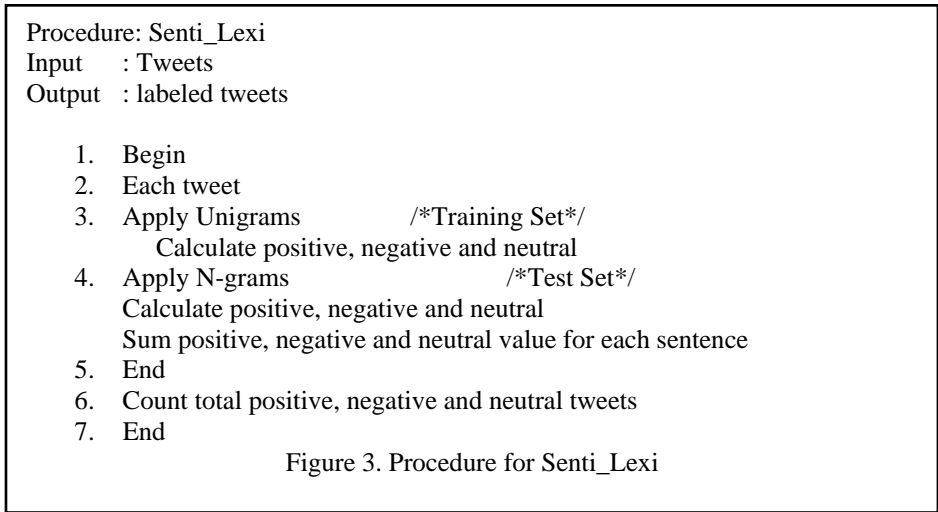 Procedure: Senti_Lexi
Input : Tweets
Output : labeled tweets
1. Begin
2. Each tweet
3. Apply Unigrams /*Training Set*/
Calculate positive, negative and neutral
4. Apply N-grams /*Test Set*/
Calculate positive, negative and neutral
Sum positive, negative and neutral value for each sentence
5. End
6. Count total positive, negative and neutral tweets
7. End
Figure 3. Procedure for Senti_Lexi